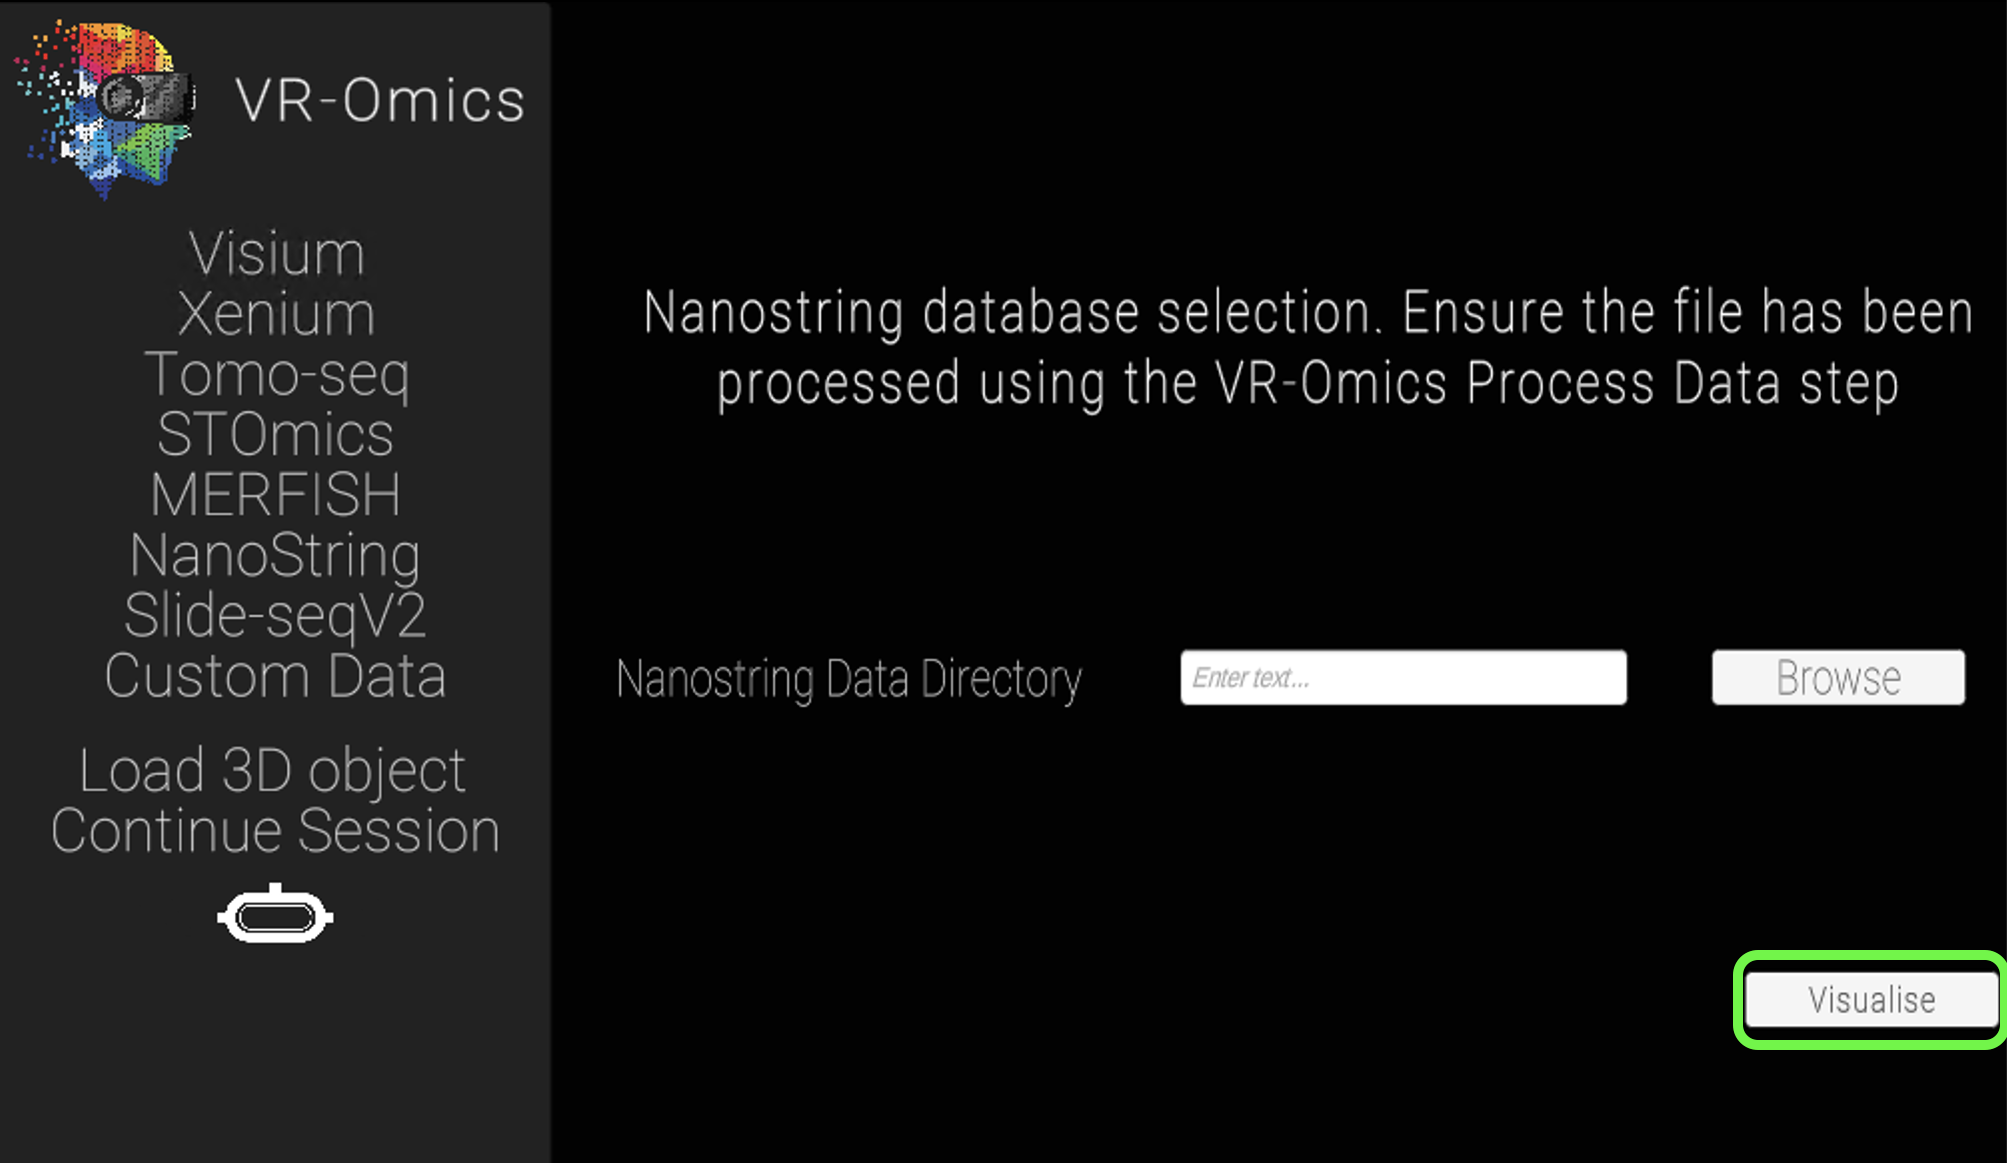 VR-Omics
Visium
Xenium
Tomo-seq
STOmics
MERFISH
NanoString
Slide-seqV2
Custom Data
Load 3D object
Continue Session
Nanostring database selection. Ensure the file has been
processed using the VR-Omics Process Data step
Nanostring Data Directory
Enter text...
Browse
Visualise